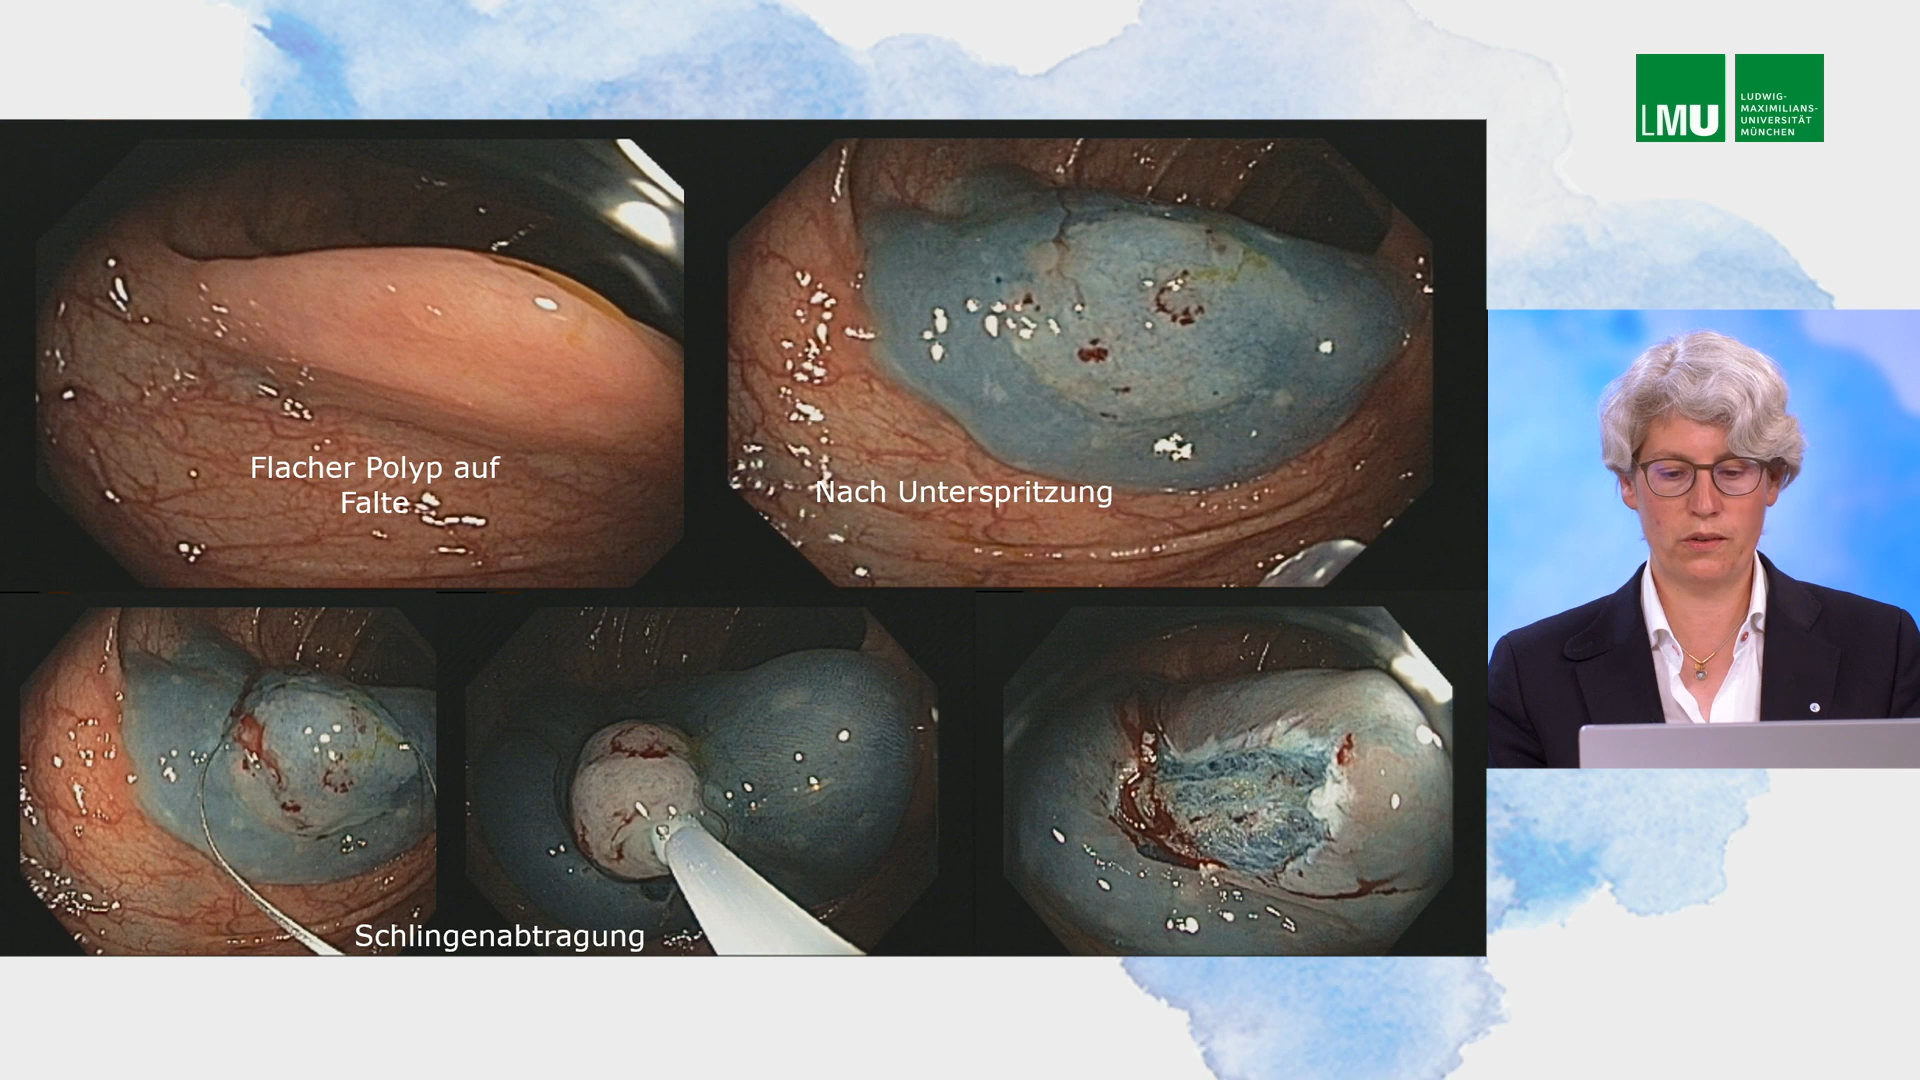 LMU
LUDWIG-
MAXIMILIANS-
UNIVERSITÄT
MÜNCHEN
Flacher Polyp auf
Falte
Nach Unterspritzung
Schlingenabtragung